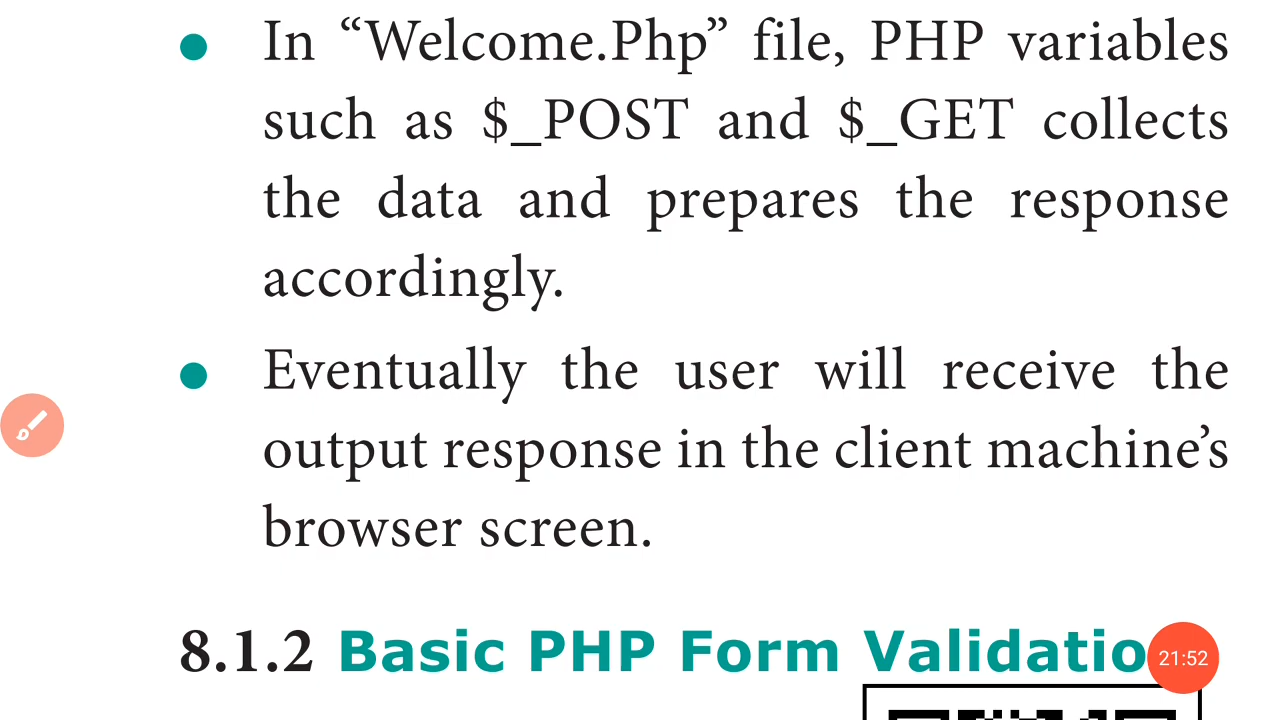 In “Welcome.Php” file, PHP variables
such as $_POST and $_GET collects
the data and prepares the response
accordingly.
Eventually the user will receive the
output response in the client machine’s
browser screen.
8.1.2 Basic PHP Form Validatio
21:52